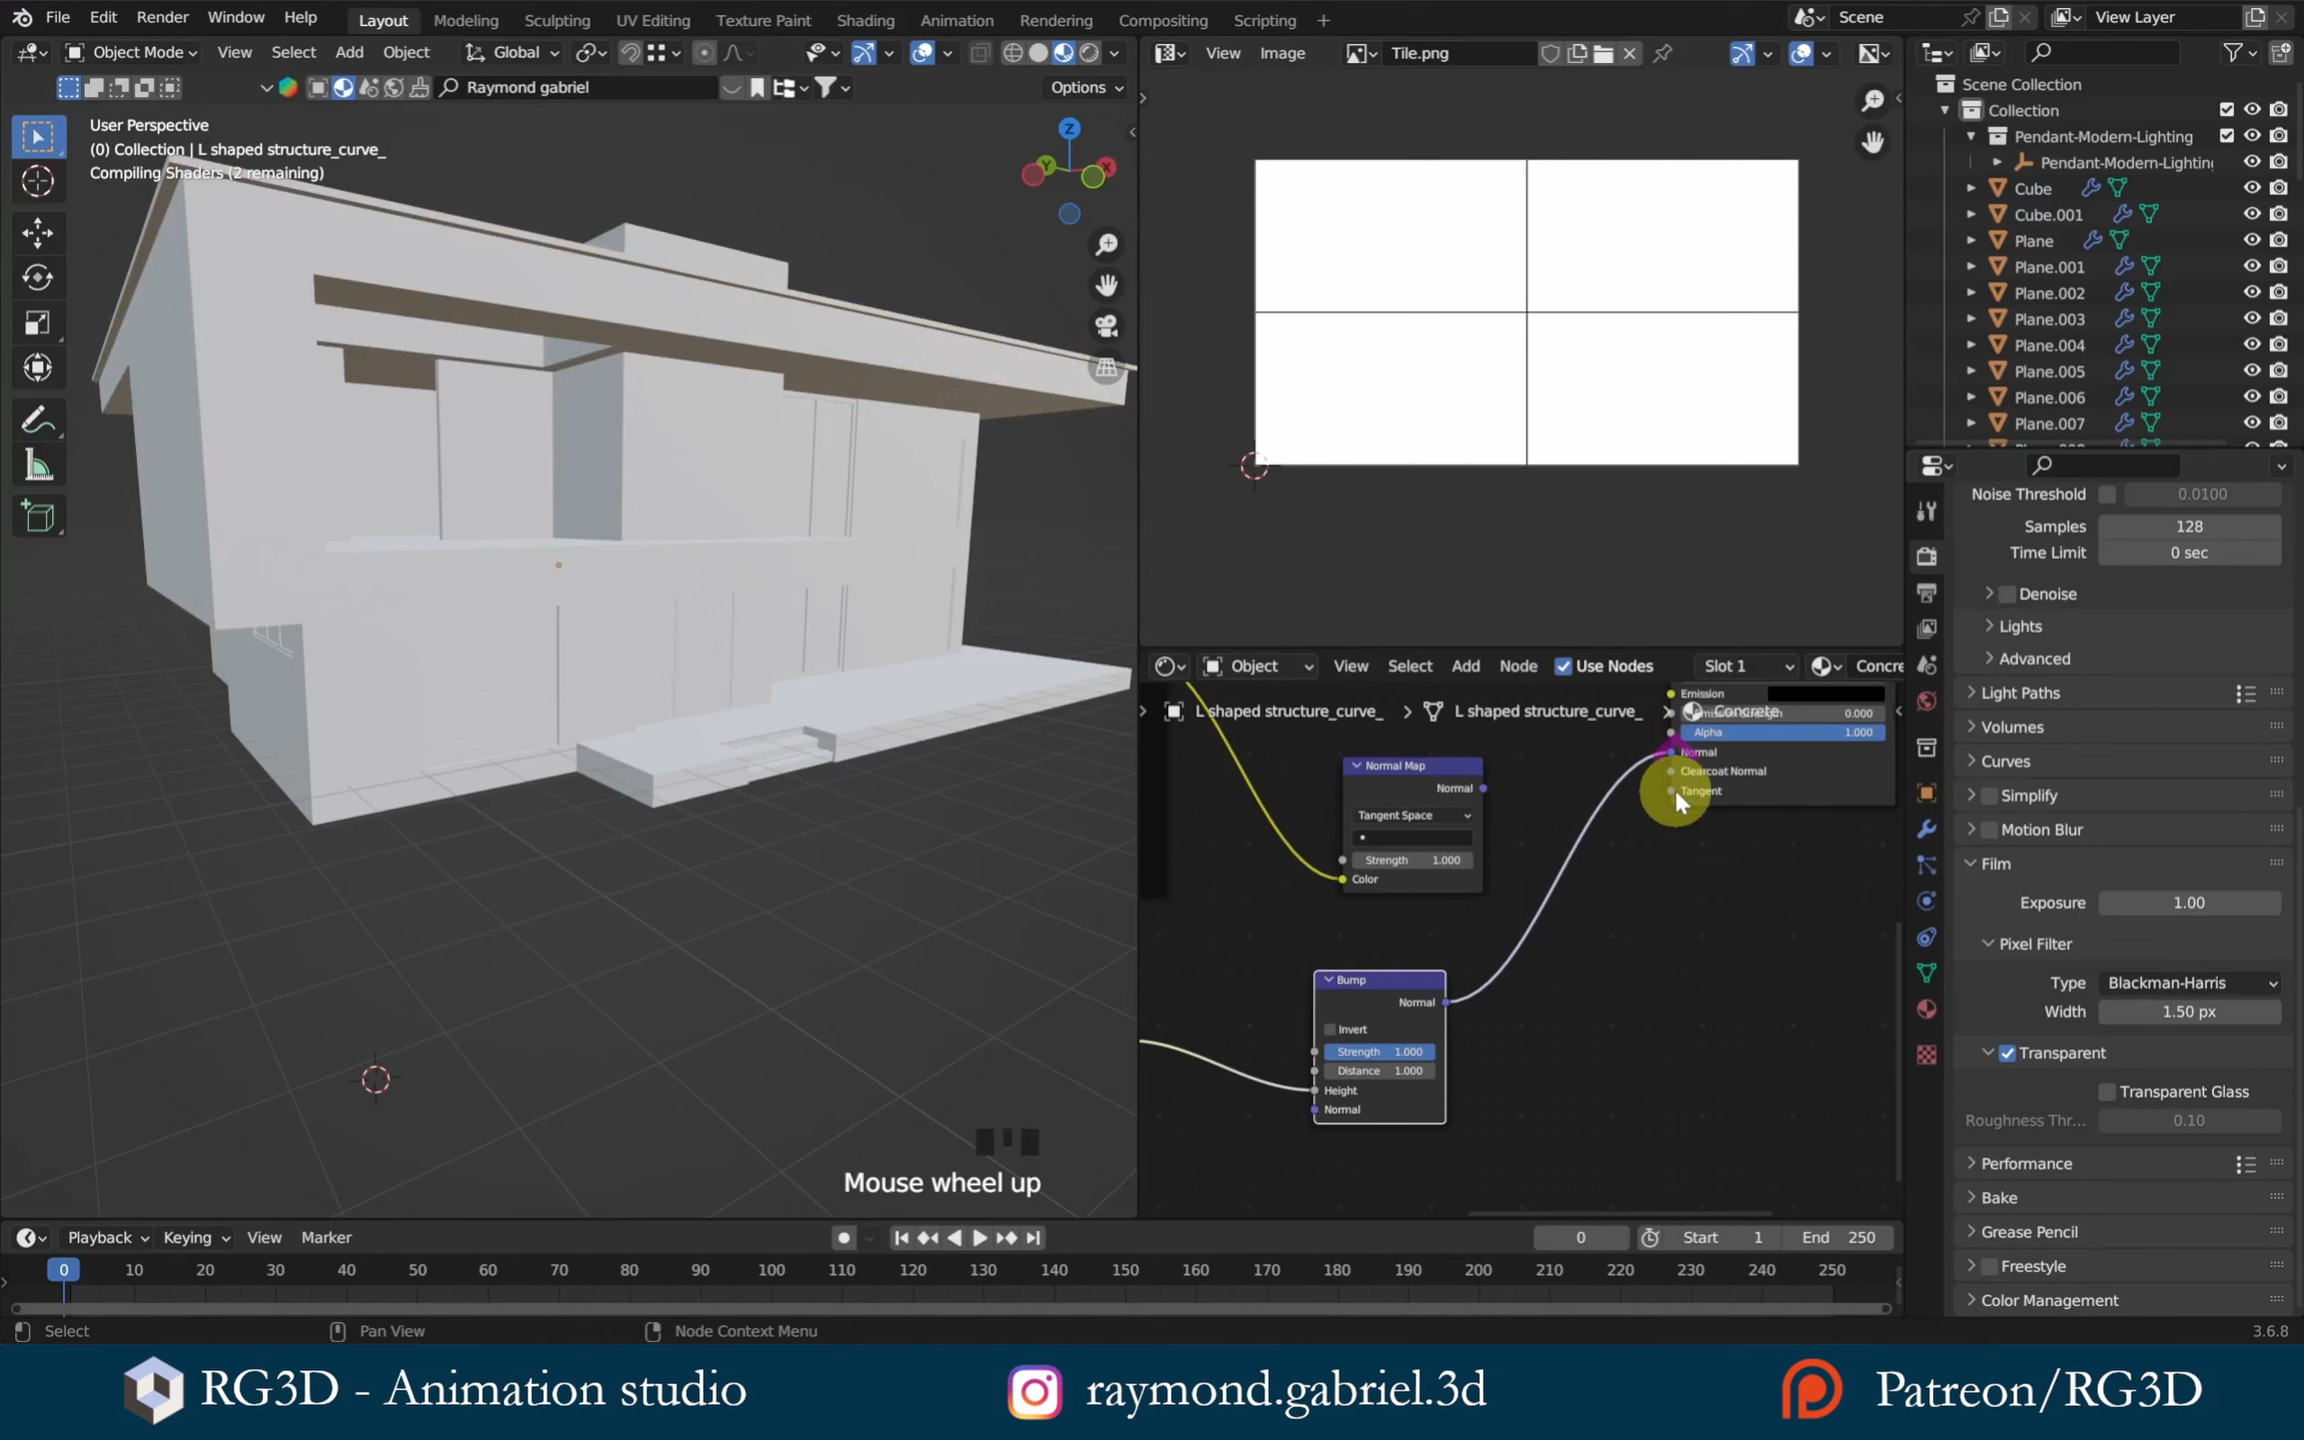 File Edit Render Window Help Layout Modeling Sculpting UV Editing Texture Paint Shading Animation Rendering Compositing Scripting + Scene View Layer
Object Mode View Select Add Object Global
Raymond gabriel Options
User Perspective
(0) Collection | L shaped structure_curve_
Compiling Shaders (2 remaining)
Z
Y
X
Mouse wheel up
View Image Tile.png
Object View Select Add Node Use Nodes Slot 1 Concre
L shaped structure_curve_ > L shaped structure_curve_ > Concrete
Emission
0.000
Alpha 1.000
Normal
Clearcoat Normal
Tangent
Normal Map
Normal
Tangent Space
Strength 1.000
Color
Bump
Normal
Invert
Strength 1.000
Distance 1.000
Height
Normal
Scene Collection
Collection
Pendant-Modern-Lighting
Pendant-Modern-Lighting
Cube
Cube.001
Plane
Plane.001
Plane.002
Plane.003
Plane.004
Plane.005
Plane.006
Plane.007
Noise Threshold 0.0100
Samples 128
Time Limit 0 sec
Denoise
Lights
Advanced
Light Paths
Volumes
Curves
Simplify
Motion Blur
Film
Exposure 1.00
Pixel Filter
Type Blackman-Harris
Width 1.50 px
Transparent
Transparent Glass
Roughness Thr... 0.10
Performance
Bake
Grease Pencil
Freestyle
Color Management
Playback Keying View Marker 0 Start 1 End 250
0 10 20 30 40 50 60 70 80 90 100 110 120 130 140 150 160 170 180 190 200 210 220 230 240 250
Select Pan View Node Context Menu 3.6.8
RG3D - Animation studio raymond.gabriel.3d Patreon/RG3D